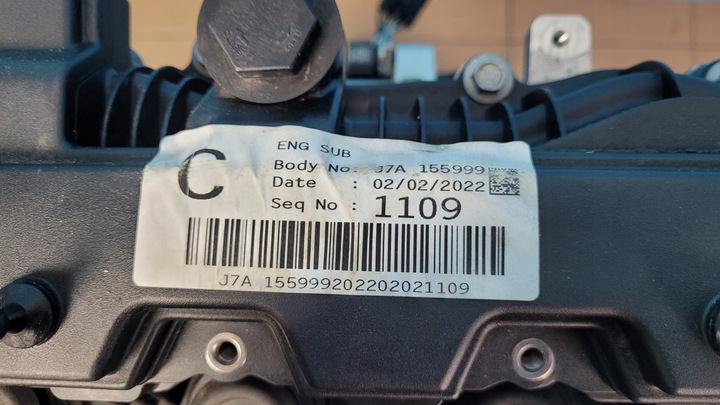 C
ENG SUB
Body No: J7A 155999
Date : 02/02/2022
Seq No : 1109
J7A 155999202202021109